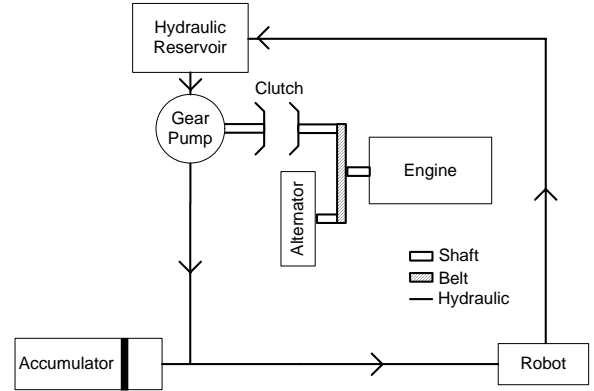 Hydraulic
Reservoir
Clutch
Gear
Pump
Engine
Alternator
Shaft
Belt
Hydraulic
Accumulator
Robot